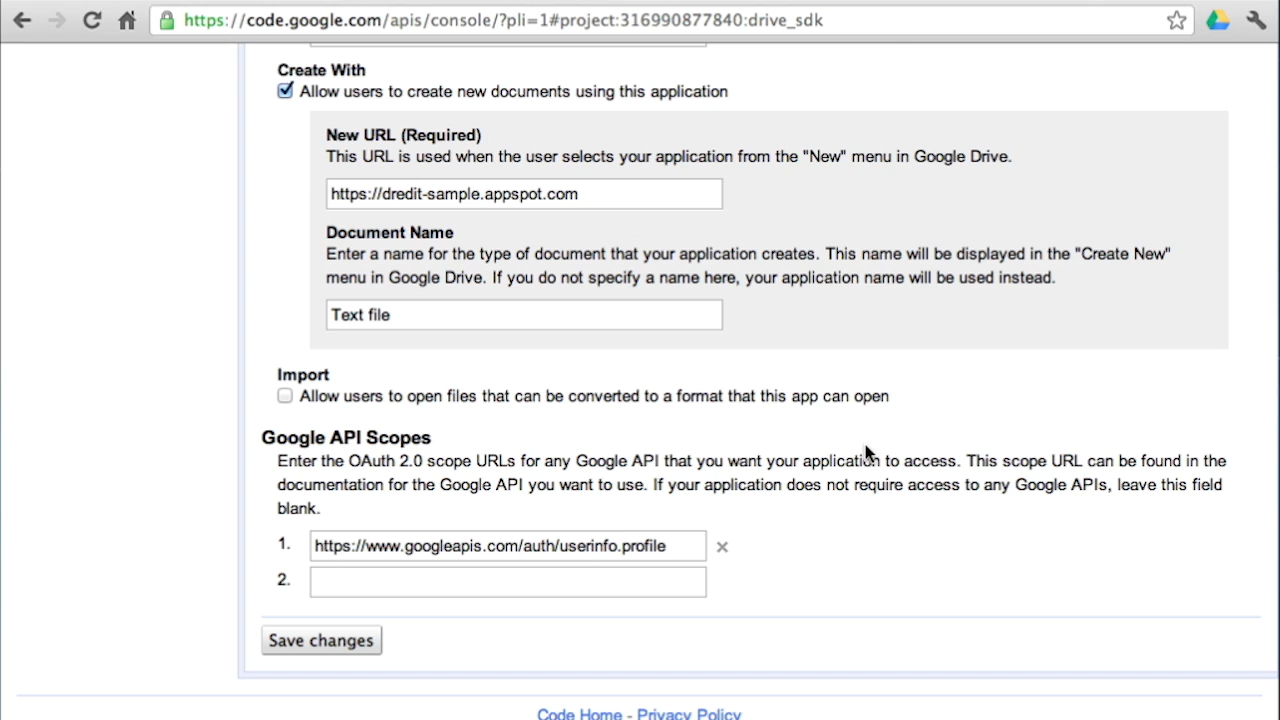 https://code.google.com/apis/console/?pli=1#project:316990877840:drive_sdk
Create With
Allow users to create new documents using this application
New URL (Required)
This URL is used when the user selects your application from the "New" menu in Google Drive.
https://dredit-sample.appspot.com
Document Name
Enter a name for the type of document that your application creates. This name will be displayed in the "Create New"
menu in Google Drive. If you do not specify a name here, your application name will be used instead.
Text file
Import
Allow users to open files that can be converted to a format that this app can open
Google API Scopes
Enter the OAuth 2.0 scope URLs for any Google API that you want your application to access. This scope URL can be found in the
documentation for the Google API you want to use. If your application does not require access to any Google APIs, leave this field
blank.
1. https://www.googleapis.com/auth/userinfo.profile
2.
Save changes
Code Home - Privacy Policy